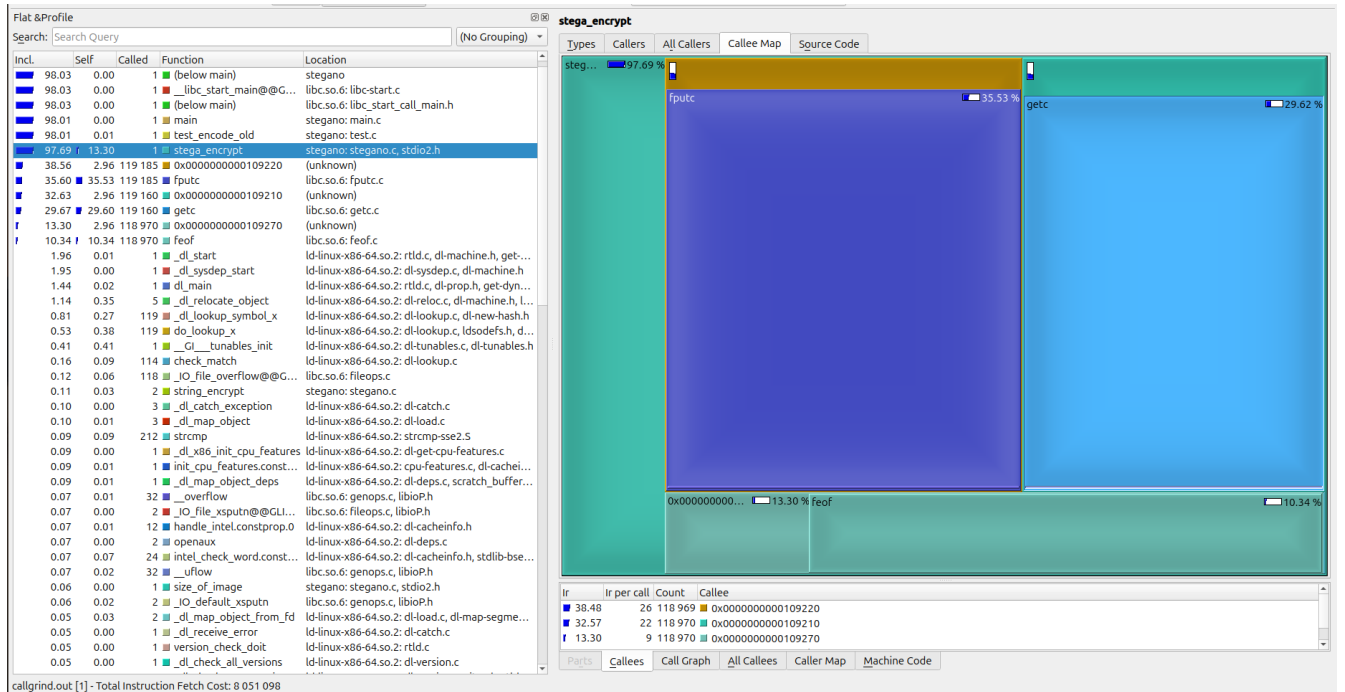 Flat &Profile
Search: Search Query (No Grouping)
Incl. Self Called Function Location
98.03 0.00 1 (below main) stegano
98.03 0.00 1 __libc_start_main@@G... libc.so.6: libc-start.c
98.03 0.00 1 (below main) libc.so.6: libc_start_call_main.h
98.01 0.00 1 main stegano: main.c
98.01 0.01 1 test_encode_old stegano: test.c
97.69 13.30 1 stega_encrypt stegano: stegano.c, stdio2.h
38.56 2.96 119 185 0x0000000000109220 (unknown)
35.60 35.53 119 185 fputc libc.so.6: fputc.c
32.63 2.96 119 160 0x0000000000109210 (unknown)
29.67 29.60 119 160 getc libc.so.6: getc.c
13.30 2.96 118 970 0x0000000000109270 (unknown)
10.34 10.34 118 970 feof libc.so.6: feof.c
1.96 0.01 1 _dl_start ld-linux-x86-64.so.2: rtld.c, dl-machine.h, get-...
1.95 0.00 1 _dl_sysdep_start ld-linux-x86-64.so.2: dl-sysdep.c, dl-machine.h
1.44 0.02 1 dl_main ld-linux-x86-64.so.2: rtld.c, dl-prop.h, get-dyn...
1.14 0.35 5 _dl_relocate_object ld-linux-x86-64.so.2: dl-reloc.c, dl-machine.h, l...
0.81 0.27 119 _dl_lookup_symbol_x ld-linux-x86-64.so.2: dl-lookup.c, dl-new-hash.h
0.53 0.38 119 do_lookup_x ld-linux-x86-64.so.2: dl-lookup.c, ldsodefs.h, d...
0.41 0.41 1 __GI___tunables_init ld-linux-x86-64.so.2: dl-tunables.c, dl-tunables.h
0.16 0.09 114 check_match ld-linux-x86-64.so.2: dl-lookup.c
0.12 0.06 118 _IO_file_overflow@@G... libc.so.6: fileops.c
0.11 0.03 2 string_encrypt stegano: stegano.c
0.10 0.00 3 _dl_catch_exception ld-linux-x86-64.so.2: dl-catch.c
0.10 0.01 3 _dl_map_object ld-linux-x86-64.so.2: dl-load.c
0.09 0.09 212 strcmp ld-linux-x86-64.so.2: strcmp-sse2.S
0.09 0.00 1 _dl_x86_init_cpu_features ld-linux-x86-64.so.2: dl-get-cpu-features.c
0.09 0.01 1 init_cpu_features.const... ld-linux-x86-64.so.2: cpu-features.c, dl-cachei...
0.09 0.01 1 _dl_map_object_deps ld-linux-x86-64.so.2: dl-deps.c, scratch_buffer...
0.07 0.01 32 __overflow libc.so.6: genops.c, libioP.h
0.07 0.00 2 _IO_file_xsputn@@GLI... libc.so.6: fileops.c, libioP.h
0.07 0.01 12 handle_intel.constprop.0 ld-linux-x86-64.so.2: dl-cacheinfo.h
0.07 0.00 2 openaux ld-linux-x86-64.so.2: dl-deps.c
0.07 0.07 24 intel_check_word.const... ld-linux-x86-64.so.2: dl-cacheinfo.h, stdlib-bse...
0.07 0.02 32 __uflow libc.so.6: genops.c, libioP.h
0.06 0.00 1 size_of_image stegano: stegano.c, stdio2.h
0.06 0.02 2 _IO_default_xsputn libc.so.6: genops.c, libioP.h
0.05 0.03 2 _dl_map_object_from_fd ld-linux-x86-64.so.2: dl-load.c, dl-map-segme...
0.05 0.00 1 _dl_receive_error ld-linux-x86-64.so.2: dl-catch.c
0.05 0.00 1 version_check_doit ld-linux-x86-64.so.2: rtld.c
0.05 0.01 1 _dl_check_all_versions ld-linux-x86-64.so.2: dl-version.c
callgrind.out [1] - Total Instruction Fetch Cost: 8 051 098
stega_encrypt
Types Callers All Callers Callee Map Source Code
steg... 97.69 %
fputc 35.53 %
getc 29.62 %
0x000000000... 13.30 %
feof 10.34 %
Ir Ir per call Count Callee
38.48 26 118 969 0x0000000000109220
32.57 22 118 970 0x0000000000109210
13.30 9 118 970 0x0000000000109270
Parts Callees Call Graph All Callees Caller Map Machine Code